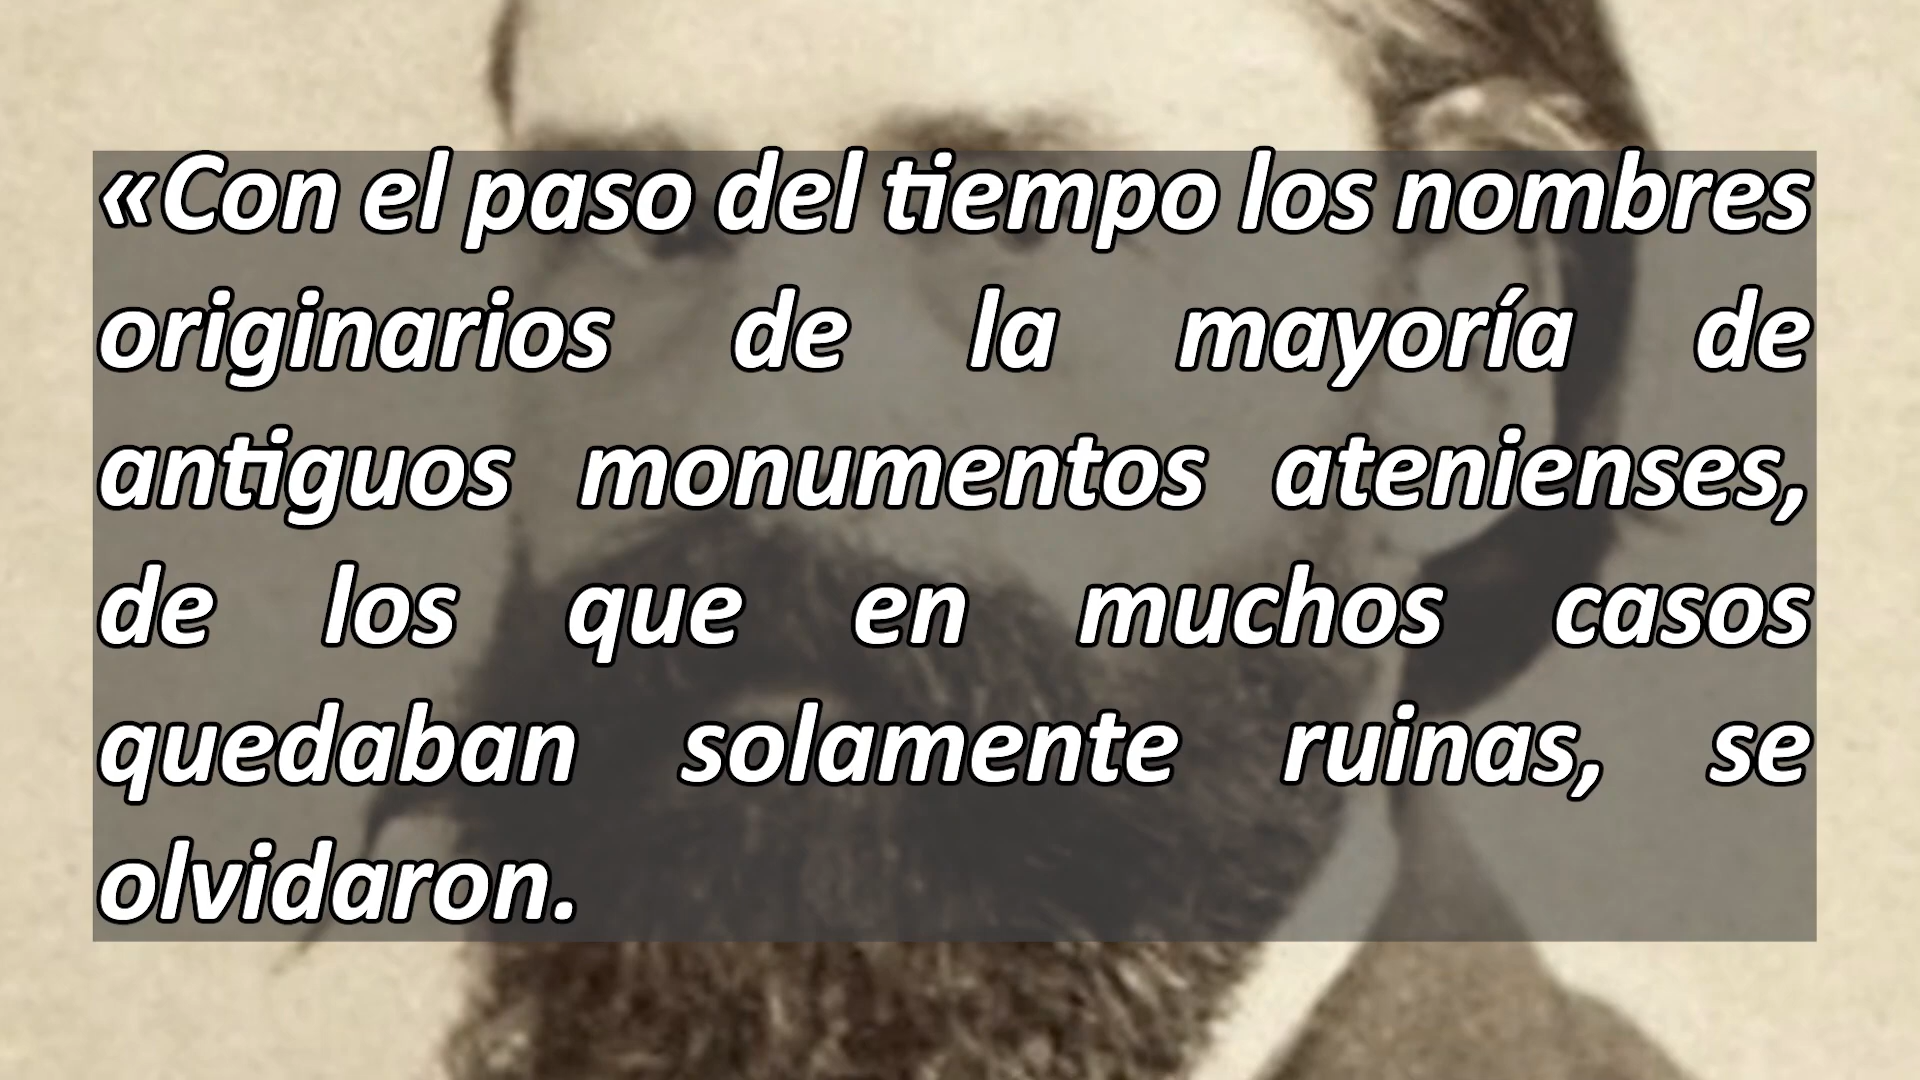 «Con el paso del tiempo los nombres
originarios de la mayoría de
antiguos monumentos atenienses,
de los que en muchos casos
quedaban solamente ruinas, se
olvidaron.